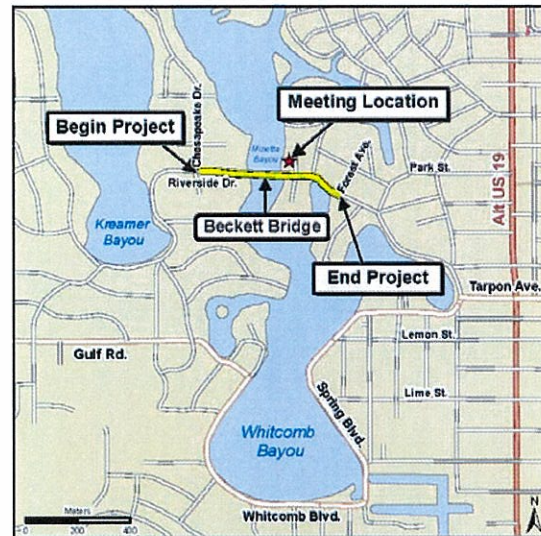 Meeting Location
Begin Project
Chesapeake Dr.
Minetta
Bayou
Forest Ave.
Park St.
Alt US 19
Riverside Dr.
Kreamer
Bayou
Beckett Bridge
End Project
Tarpon Ave.
Gulf Rd.
Lemon St.
Spring Blvd.
Lime St.
Whitcomb
Bayou
Meters
0 200 400
Whitcomb Blvd.
N